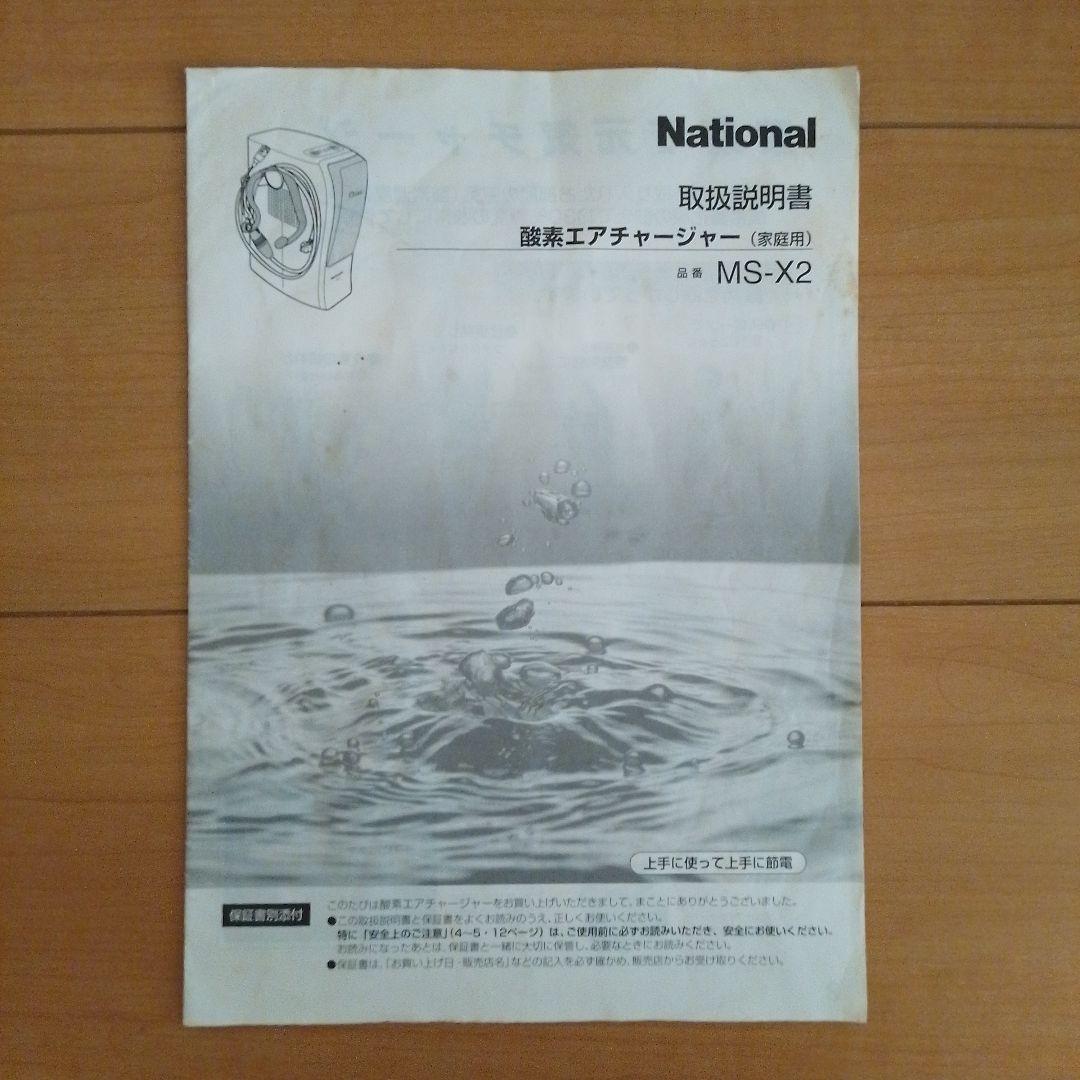 National
取扱説明書
酸素エアチャージャー（家庭用）
品番 MS-X2
上手に使って上手に節電
保証書別添付
このたびは酸素エアチャージャーをお買い上げいただきまして、まことにありがとうございました。
●この取扱説明書と保証書をよくお読みのうえ、正しくお使いください。
特に「安全上のご注意」（4～5・12ページ）は、ご使用前に必ずお読みいただき、安全にお使いください。
お読みになったあとは、保証書と一緒に大切に保管し、必要なときにお読みください。
●保証書は、「お買い上げ日・販売店名」などの記入を必ず確かめ、販売店からお受け取りください。